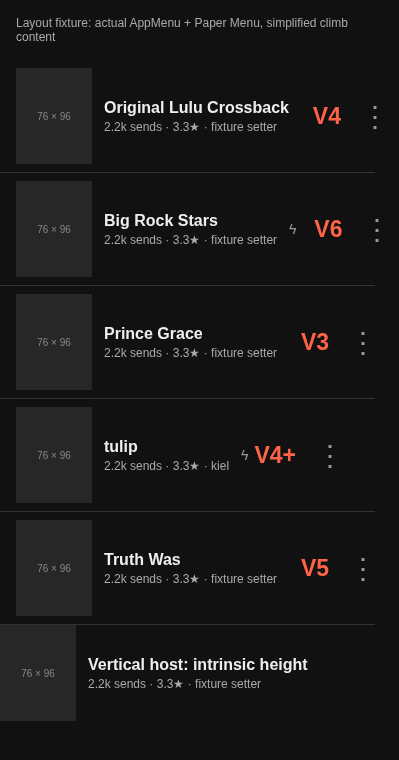 Layout fixture: actual AppMenu + Paper Menu, simplified climb
content
76 × 96
Original Lulu Crossback
2.2k sends · 3.3★ · fixture setter
V4
76 × 96
Big Rock Stars
2.2k sends · 3.3★ · fixture setter
ϟ V6
76 × 96
Prince Grace
2.2k sends · 3.3★ · fixture setter
V3
76 × 96
tulip
2.2k sends · 3.3★ · kiel
ϟ V4+
76 × 96
Truth Was
2.2k sends · 3.3★ · fixture setter
V5
76 × 96
Vertical host: intrinsic height
2.2k sends · 3.3★ · fixture setter